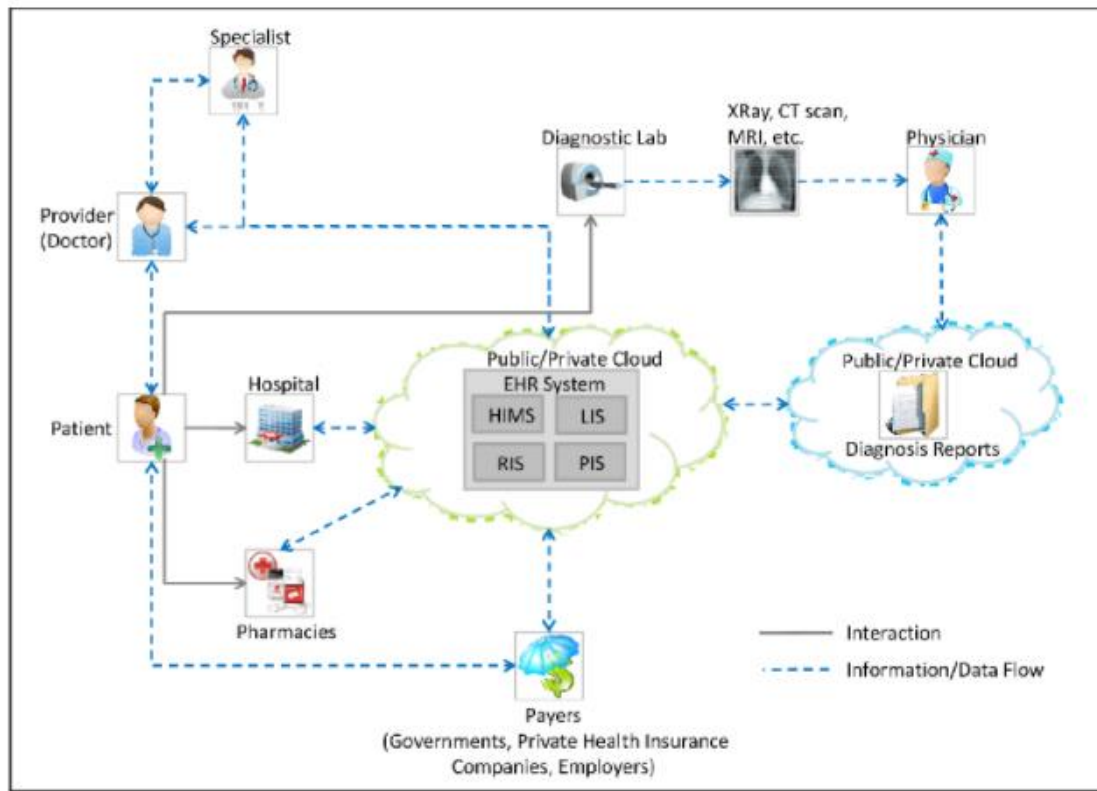 Specialist
Diagnostic Lab
XRay, CT scan,
MRI, etc.
Physician
Provider
(Doctor)
Public/Private Cloud
EHR System
HIMS
LIS
RIS
PIS
Public/Private Cloud
Diagnosis Reports
Hospital
Patient
Pharmacies
Interaction
Information/Data Flow
Payers
(Governments, Private Health Insurance
Companies, Employers)